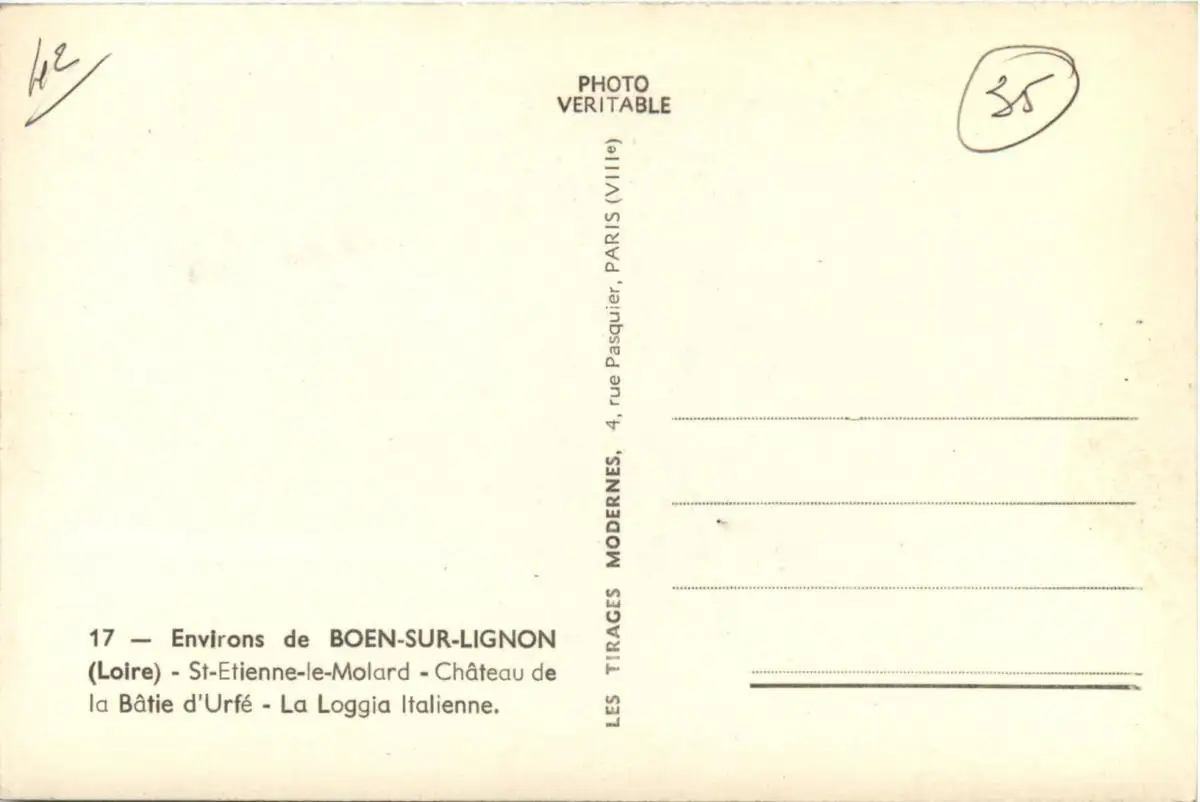 42
PHOTO
VERITABLE
35
LES TIRAGES MODERNES, 4, rue Pasquier, PARIS (VIIIe)
17 — Environs de BOEN-SUR-LIGNON
(Loire) - St-Etienne-le-Molard - Château de
la Bâtie d'Urfé - La Loggia Italienne.